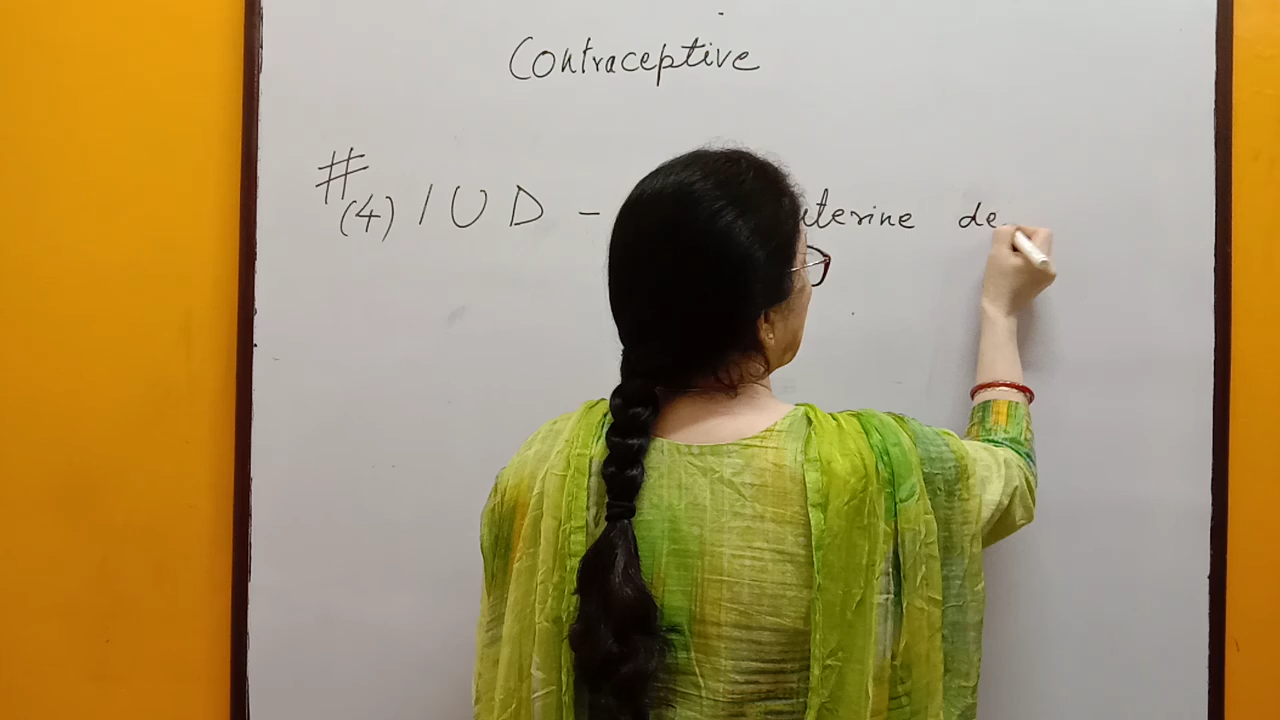 Contraceptive
# (4) IUD - uterine de